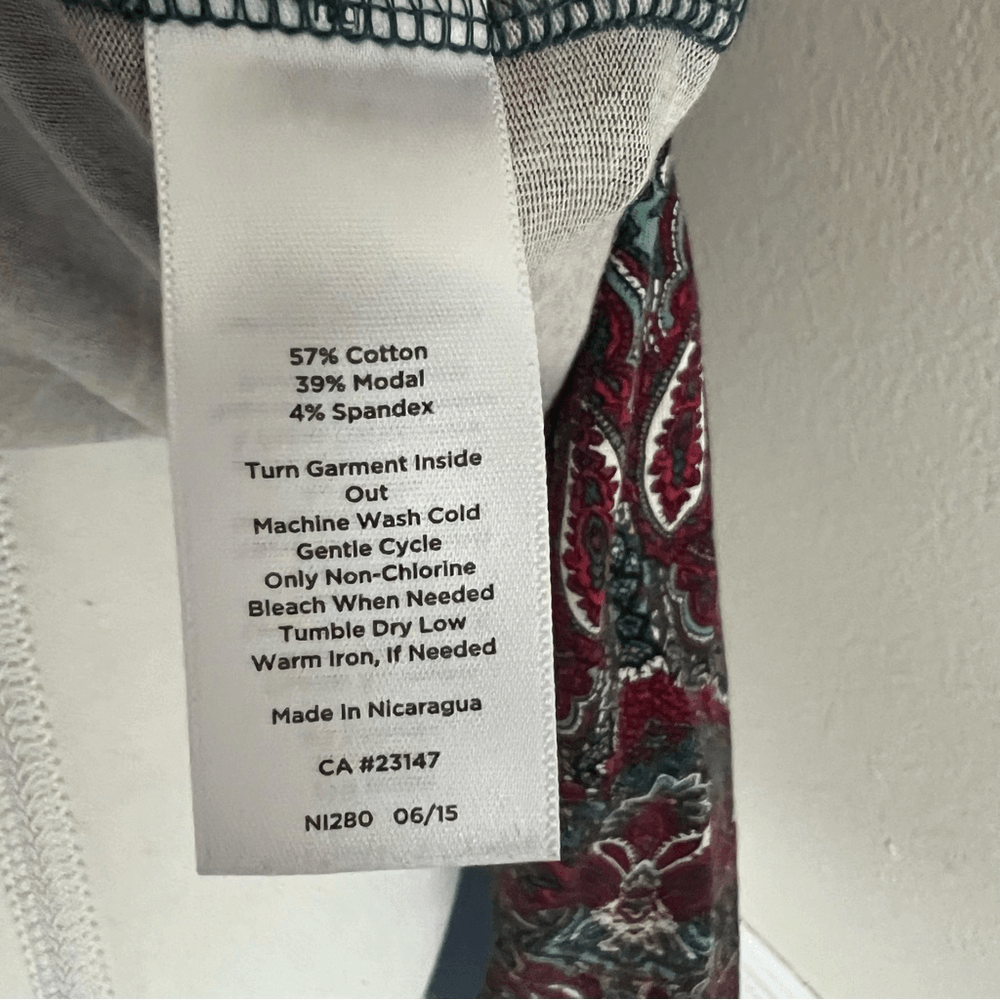 57% Cotton
39% Modal
4% Spandex
Turn Garment Inside
Out
Machine Wash Cold
Gentle Cycle
Only Non-Chlorine
Bleach When Needed
Tumble Dry Low
Warm Iron, If Needed
Made In Nicaragua
CA #23147
NI280 06/15